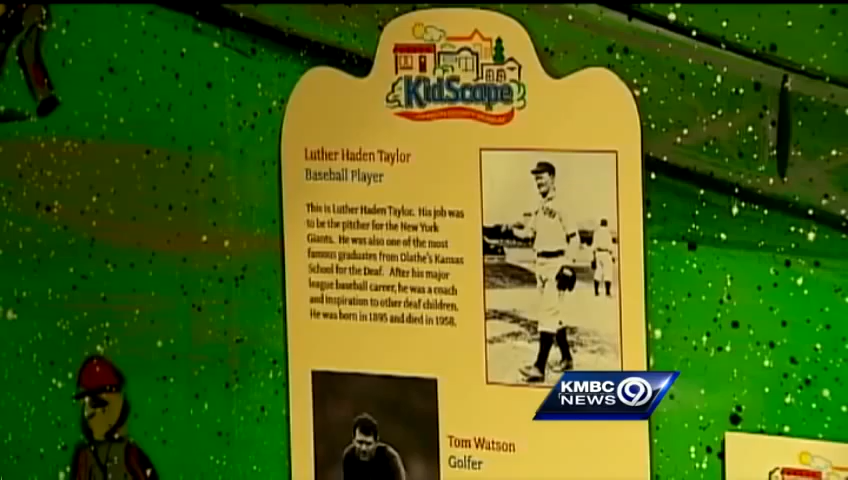 KidScape
Luther Haden Taylor
Baseball Player
This is Luther Haden Taylor. His job was
to be the pitcher for the New York
Giants. He was also one of the most
famous graduates from Olathe's Kansas
School for the Deaf. After his major
league baseball career, he was a coach
and inspiration to other deaf children.
He was born in 1895 and died in 1958.
KMBC 9
NEWS
Tom Watson
Golfer